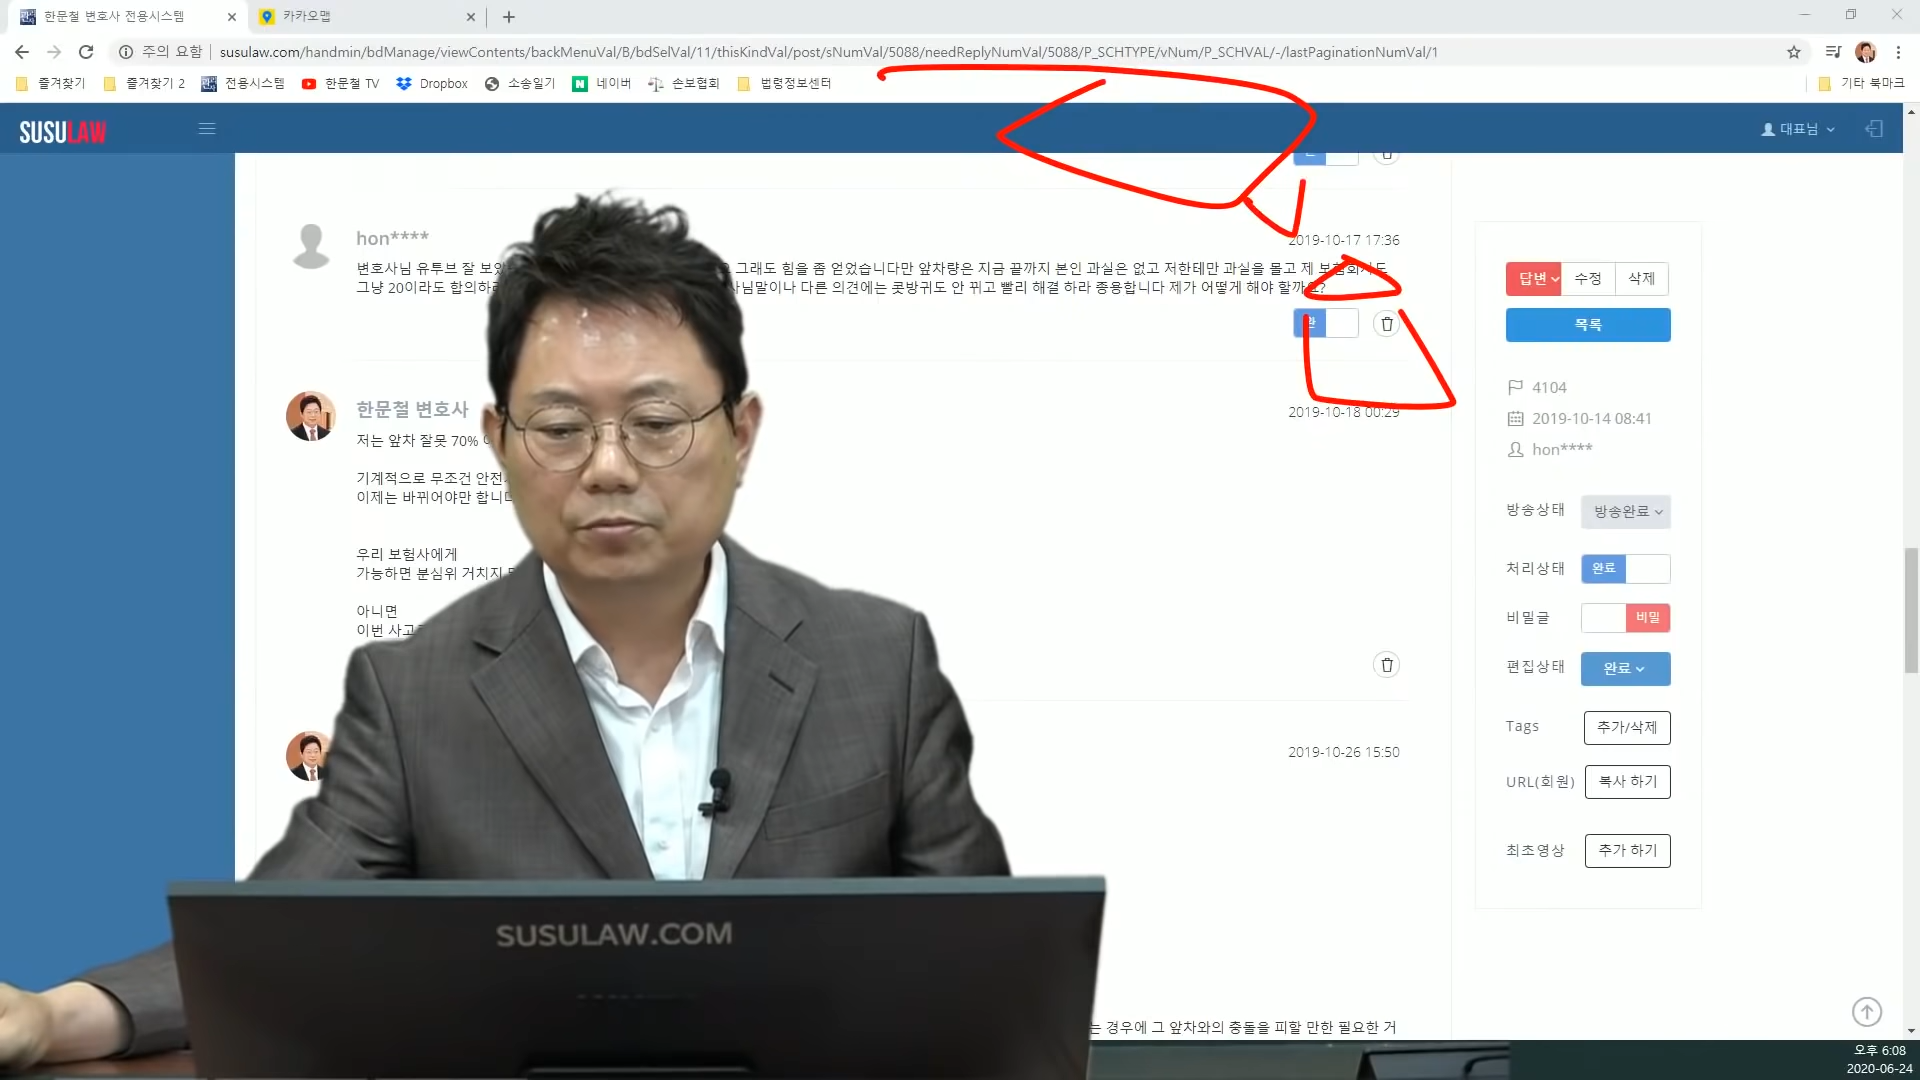 한문철 변호사 전용시스템
카카오맵
주의 요함
susulaw.com/handmin/bdManage/viewContents/backMenuVal/B/bdSelVal/11/thisKindVal/post/sNumVal/5088/needReplyNumVal/5088/P_SCHTYPE/vNum/P_SCHVAL/-/lastPaginationNumVal/1
즐겨찾기 즐겨찾기 2 전용시스템 한문철 TV Dropbox 소송일기 네이버 손보협회 법령정보센터 기타 북마크
SUSULAW
대표님
hon****
2019-10-17 17:36
변호사님 유투브 잘 그래도 힘을 좀 얻었습니다만 앞차량은 지금 끝까지 본인 과실은 없고 저한테만 과실을 몰고 제 보험회사도
그냥 20이라도 말이나 다른 의견에는 콧방귀도 안 뀌고 빨리 해결 하라 종용합니다 제가 어떻게 해야 할까요?
답변 수정 삭제
목록
4104
2019-10-14 08:41
hon****
한문철 변호사
2019-10-18 00:29
저는 앞차 잘못 70%
기계적으로 무조건
이제는 바뀌어야만
우리 보험사에게
가능하면 분심위 거치지
아니면
이번
2019-10-26 15:50
방송상태 방송완료
처리상태 완료
비밀글 비밀
편집상태 완료
Tags 추가/삭제
URL(회원) 복사 하기
최초영상 추가 하기
SUSULAW.COM
경우에 그 앞차와의 충돌을 피할 만한 필요한 거
오후 6:08
2020-06-24